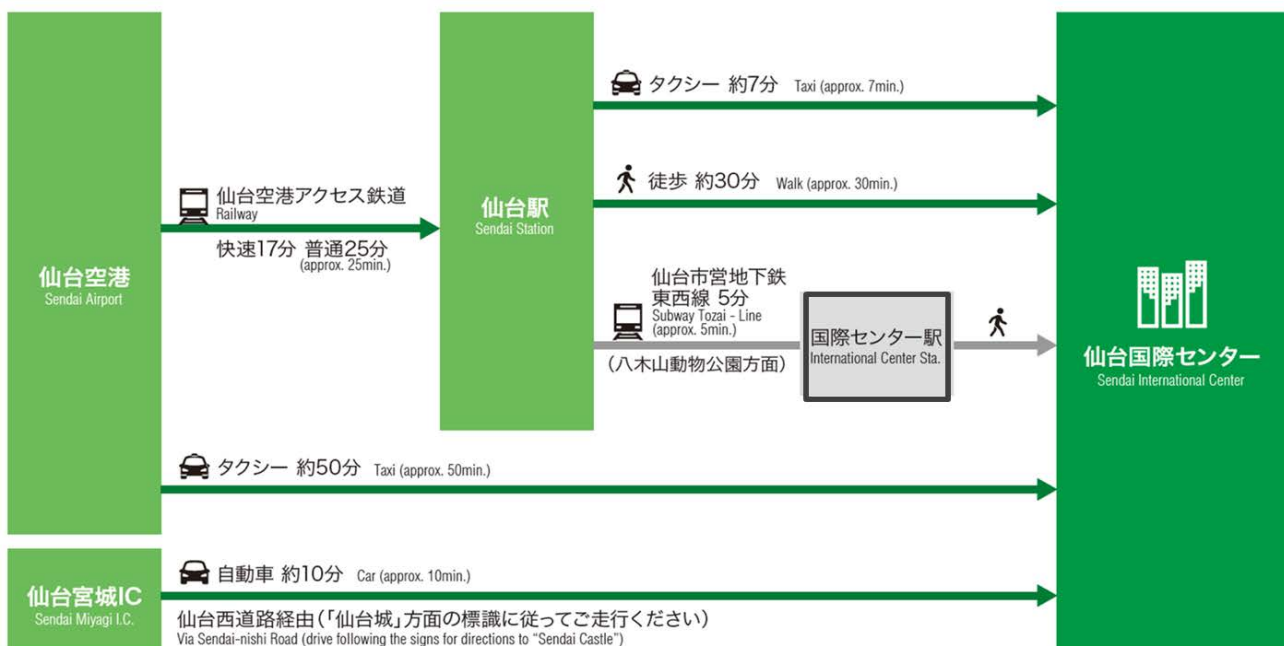 仙台空港
Sendai Airport
仙台空港アクセス鉄道
Railway
快速17分 普通25分
(approx. 25min.)
仙台駅
Sendai Station
タクシー 約7分 Taxi (approx. 7min.)
徒歩 約30分 Walk (approx. 30min.)
仙台市営地下鉄
東西線 5分
Subway Tozai - Line
(approx. 5min.)
(八木山動物公園方面)
国際センター駅
International Center Sta.
仙台国際センター
Sendai International Center
タクシー 約50分 Taxi (approx. 50min.)
仙台宮城IC
Sendai Miyagi I.C.
自動車 約10分 Car (approx. 10min.)
仙台西道路経由(「仙台城」方面の標識に従ってご走行ください)
Via Sendai-nishi Road (drive following the signs for directions to “Sendai Castle”)